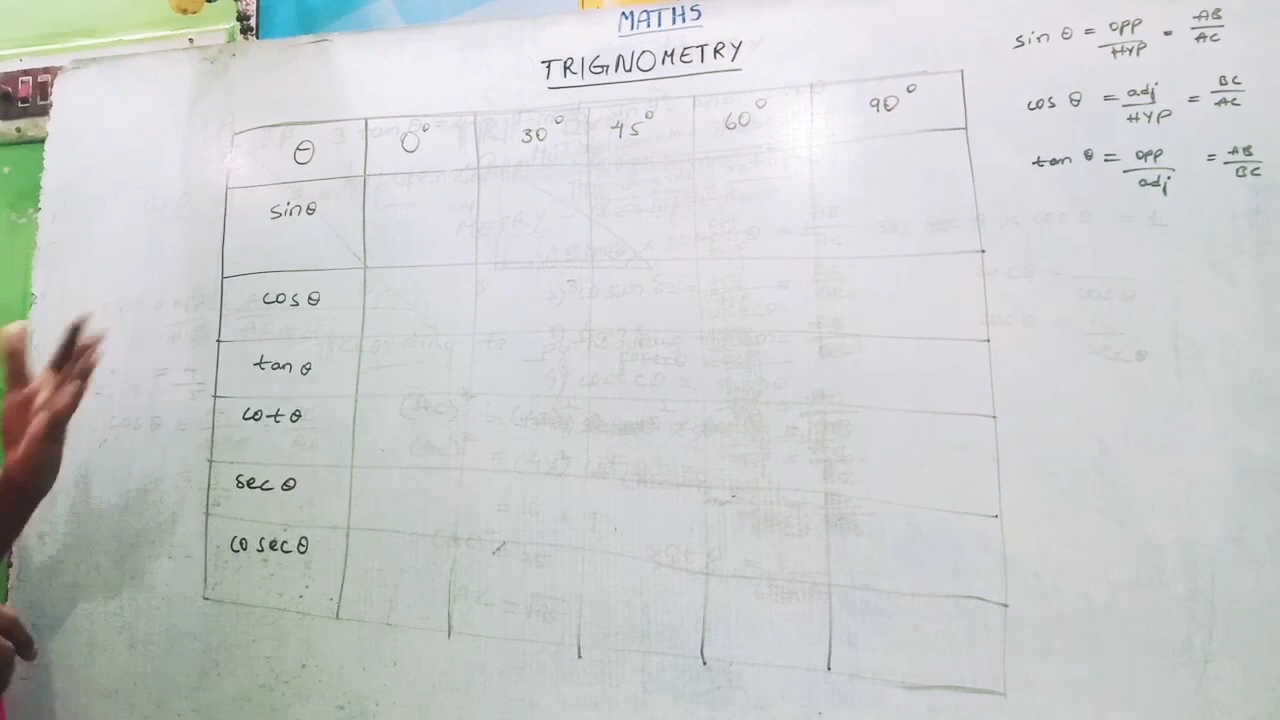 MATHS
TRIGNOMETRY
θ 0° 30° 45° 60° 90°
sinθ
cosθ
tanθ
cotθ
secθ
cosecθ
sin θ = opp/HYP = AB/AC
cos θ = adj/HYP = BC/AC
tan θ = opp/adj = AB/BC